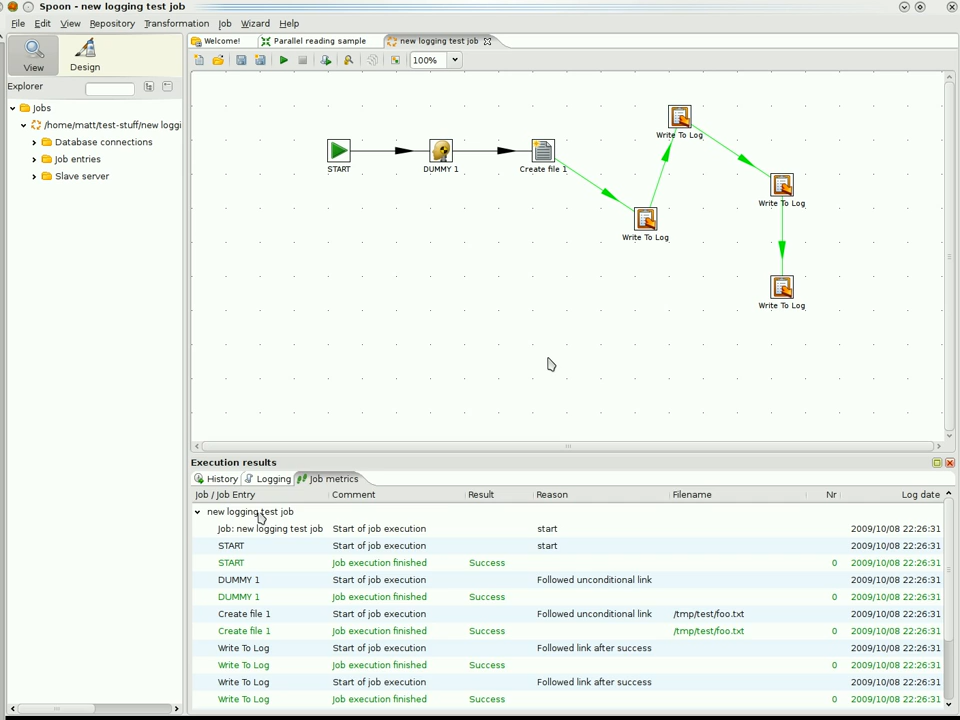 Spoon - new logging test job
File Edit View Repository Transformation Job Wizard Help
View
Design
Explorer
Jobs
/home/matt/test-stuff/new loggi
Database connections
Job entries
Slave server
Welcome! Parallel reading sample new logging test job
100%
START
DUMMY 1
Create file 1
Write To Log
Write To Log
Write To Log
Write To Log
Execution results
History Logging Job metrics
Job / Job Entry Comment Result Reason Filename Nr Log date
new logging test job
Job: new logging test job Start of job execution start 2009/10/08 22:26:31
START Start of job execution start 2009/10/08 22:26:31
START Job execution finished Success 0 2009/10/08 22:26:31
DUMMY 1 Start of job execution Followed unconditional link 2009/10/08 22:26:31
DUMMY 1 Job execution finished Success 0 2009/10/08 22:26:31
Create file 1 Start of job execution Followed unconditional link /tmp/test/foo.txt 2009/10/08 22:26:31
Create file 1 Job execution finished Success /tmp/test/foo.txt 0 2009/10/08 22:26:31
Write To Log Start of job execution Followed link after success 2009/10/08 22:26:31
Write To Log Job execution finished Success 0 2009/10/08 22:26:31
Write To Log Start of job execution Followed link after success 2009/10/08 22:26:31
Write To Log Job execution finished Success 0 2009/10/08 22:26:31